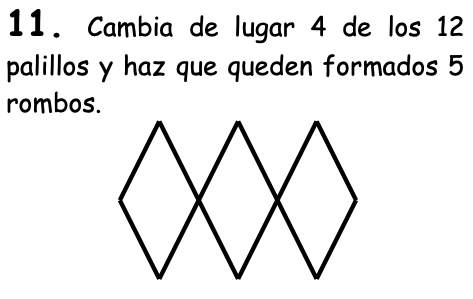 11. Cambia de lugar 4 de los 12
palillos y haz que queden formados 5
rombos.